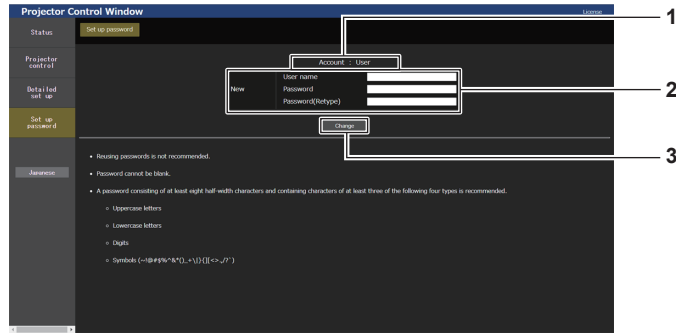 Projector Control Window
License
1
Status
Set up password
Projector
control
Account : User
User name
New
Password
Password(Retype)
2
Detailed
set up
Set up
password
Change
3
• Reusing passwords is not recommended.
• Password cannot be blank.
• A password consisting of at least eight half-width characters and containing characters of at least three of the following four types is recommended.
Japanese
○ Uppercase letters
○ Lowercase letters
○ Digits